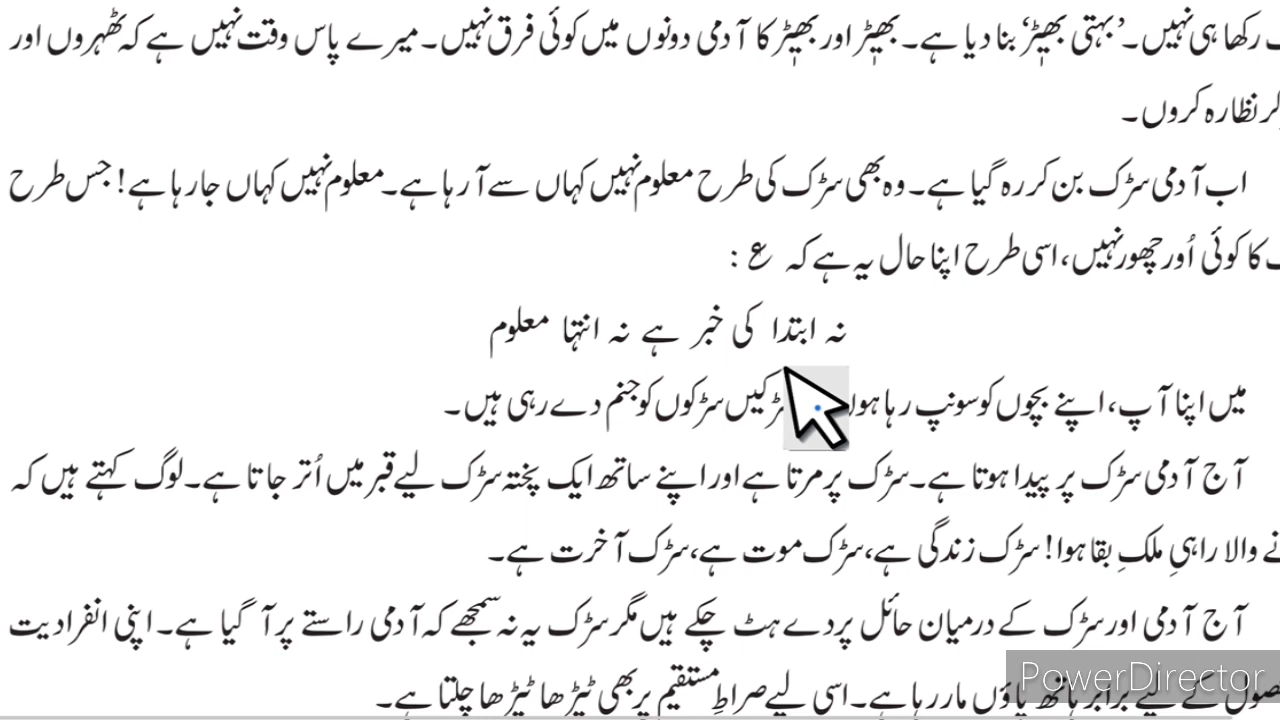 رکھا ہی نہیں۔ ’بہتی بھیڑ‘ بنا دیا ہے۔ بھیڑ اور بھِیڑ کا آدمی دونوں میں کوئی فرق نہیں۔ میرے پاس وقت نہیں ہے کہ ٹھہروں اور
کر نظارہ کروں۔
اب آدمی سڑک بن کر رہ گیا ہے۔ وہ بھی سڑک کی طرح معلوم نہیں کہاں سے آ رہا ہے۔ معلوم نہیں کہاں جا رہا ہے! جس طرح
کا کوئی اُور چھور نہیں، اسی طرح اپنا حال یہ ہے کہ ع :
نہ ابتدا کی خبر ہے نہ انتہا معلوم
میں اپنا آپ، اپنے بچوں کو سونپ رہا ہوں سڑکوں کو جنم دے رہی ہیں۔
آج آدمی سڑک پر پیدا ہوتا ہے۔ سڑک پر مرتا ہے اور اپنے ساتھ ایک پختہ سڑک لیے قبر میں اُتر جاتا ہے۔ لوگ کہتے ہیں کہ
والا راہیِ ملکِ بقا ہوا! سڑک زندگی ہے، سڑک موت ہے، سڑک آخرت ہے۔
آج آدمی اور سڑک کے درمیان حائل پردے ہٹ چکے ہیں مگر سڑک یہ نہ سمجھے کہ آدمی راستے پر آ گیا ہے۔ اپنی انفرادیت
کے لیے برابر ہاتھ پاؤں مار رہا ہے۔ اسی لیے صراطِ مستقیم پر بھی ٹیڑھا ٹیڑھا چلتا ہے۔
PowerDirector